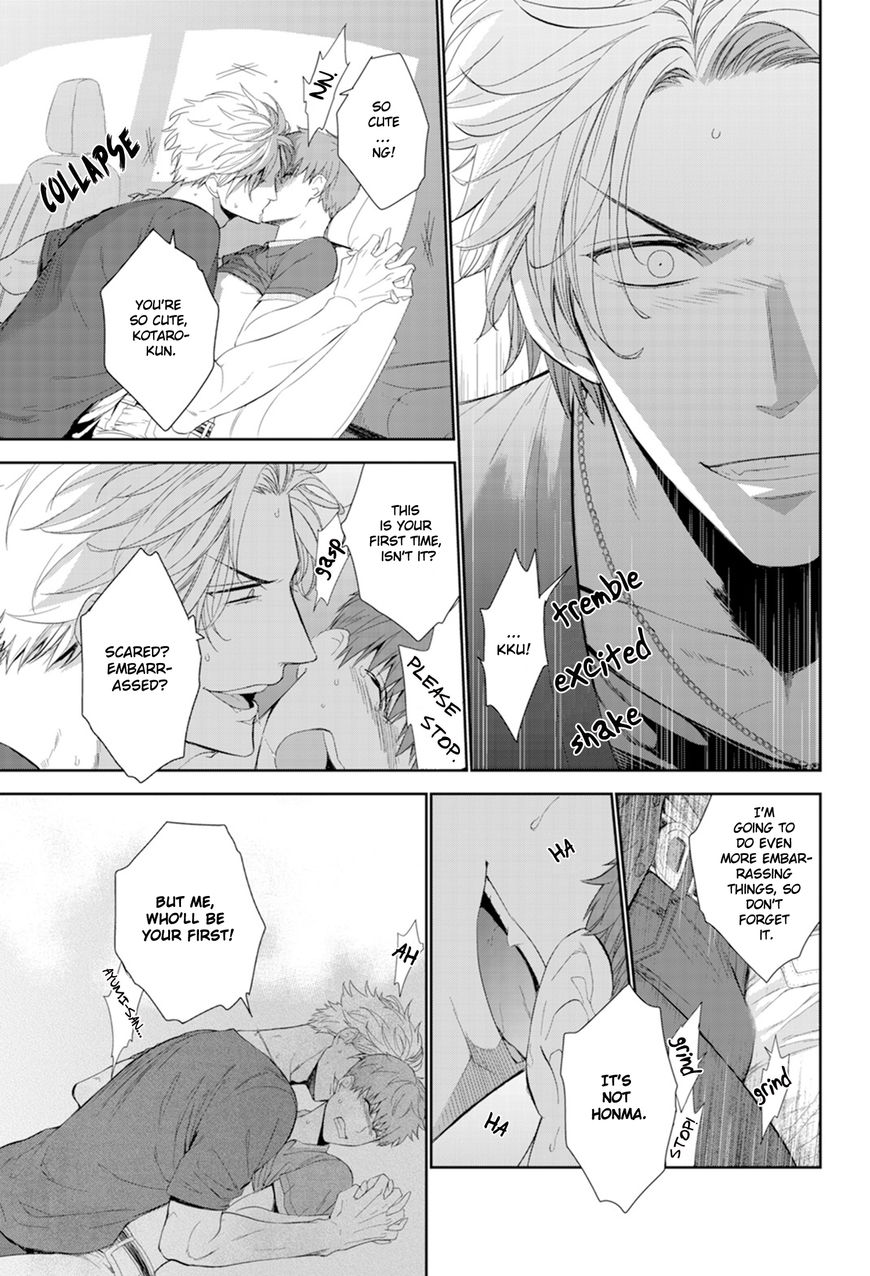 ...
KKU!
tremble
excited
shake
NN.
SO
CUTE
...
NG!
COLLAPSE
YOU'RE
SO CUTE,
KOTARO-
KUN.
THIS
IS YOUR
FIRST TIME,
ISN'T IT?
gasp
SCARED?
EMBARR-
ASSED?
PLEASE
STOP.
I'M
GOING TO
DO EVEN
MORE EMBAR-
RASSING
THINGS, SO
DON'T
FORGET
IT.
grind
grind
STOP!
HA
IT'S
NOT
HONMA.
HA
BUT ME,
WHO'LL BE
YOUR FIRST!
AH
AYUMI-SAN...